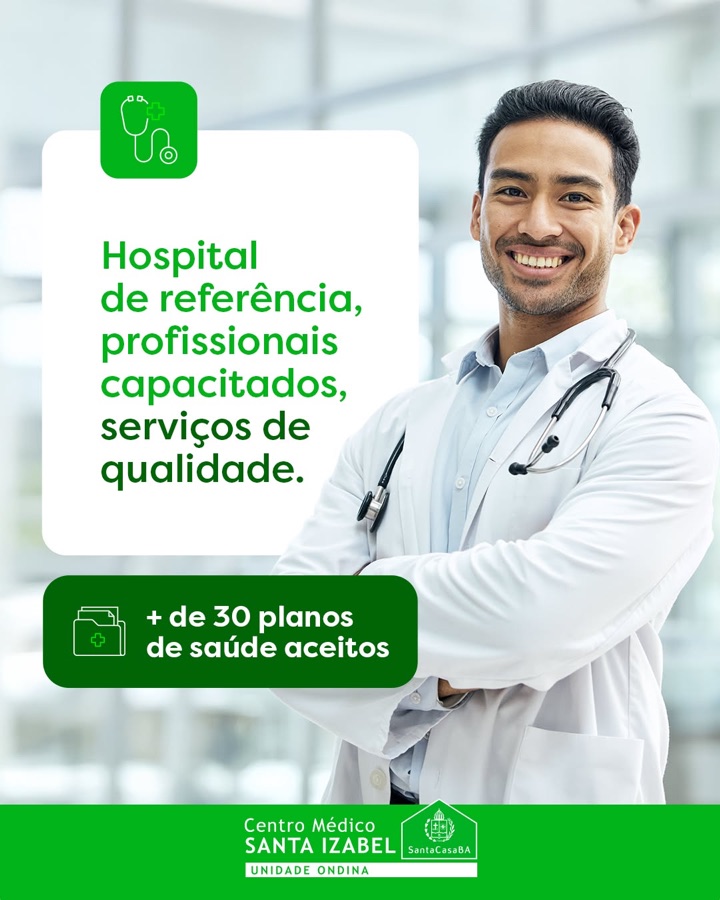 Hospital
de referência,
profissionais
capacitados,
serviços de
qualidade.
+ de 30 planos
de saúde aceitos
Centro Médico
SANTA IZABEL
SantaCasaBA
UNIDADE ONDINA